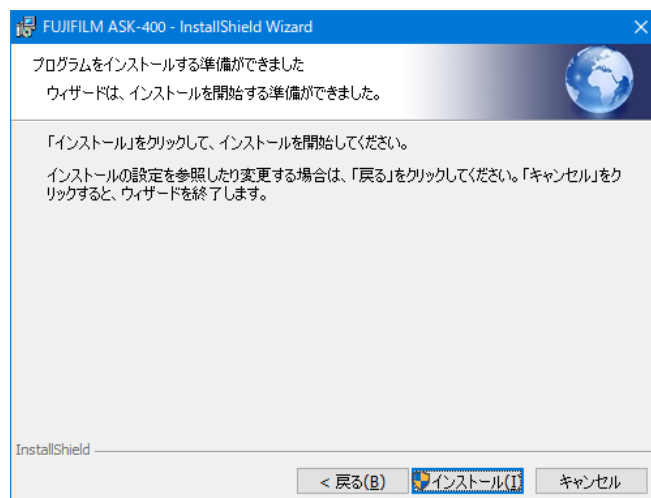 FUJIFILM ASK-400 - InstallShield Wizard
プログラムをインストールする準備ができました
ウィザードは、インストールを開始する準備ができました。
「インストール」をクリックして、インストールを開始してください。
インストールの設定を参照したり変更する場合は、「戻る」をクリックしてください。「キャンセル」をク
リックすると、ウィザードを終了します。
InstallShield
< 戻る(B)
インストール(I)
キャンセル